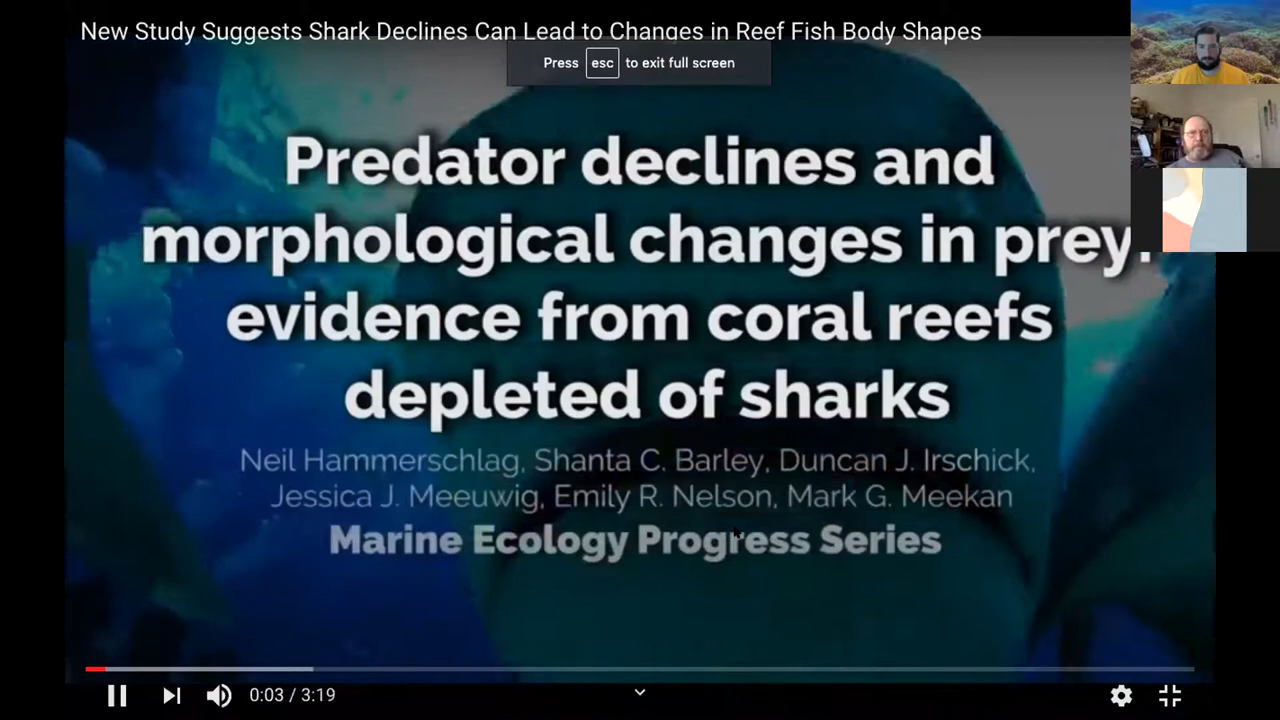 New Study Suggests Shark Declines Can Lead to Changes in Reef Fish Body Shapes
Press esc to exit full screen
Predator declines and
morphological changes in prey:
evidence from coral reefs
depleted of sharks
Neil Hammerschlag, Shanta C. Barley, Duncan J. Irschick,
Jessica J. Meeuwig, Emily R. Nelson, Mark G. Meekan
Marine Ecology Progress Series
0:03 / 3:19